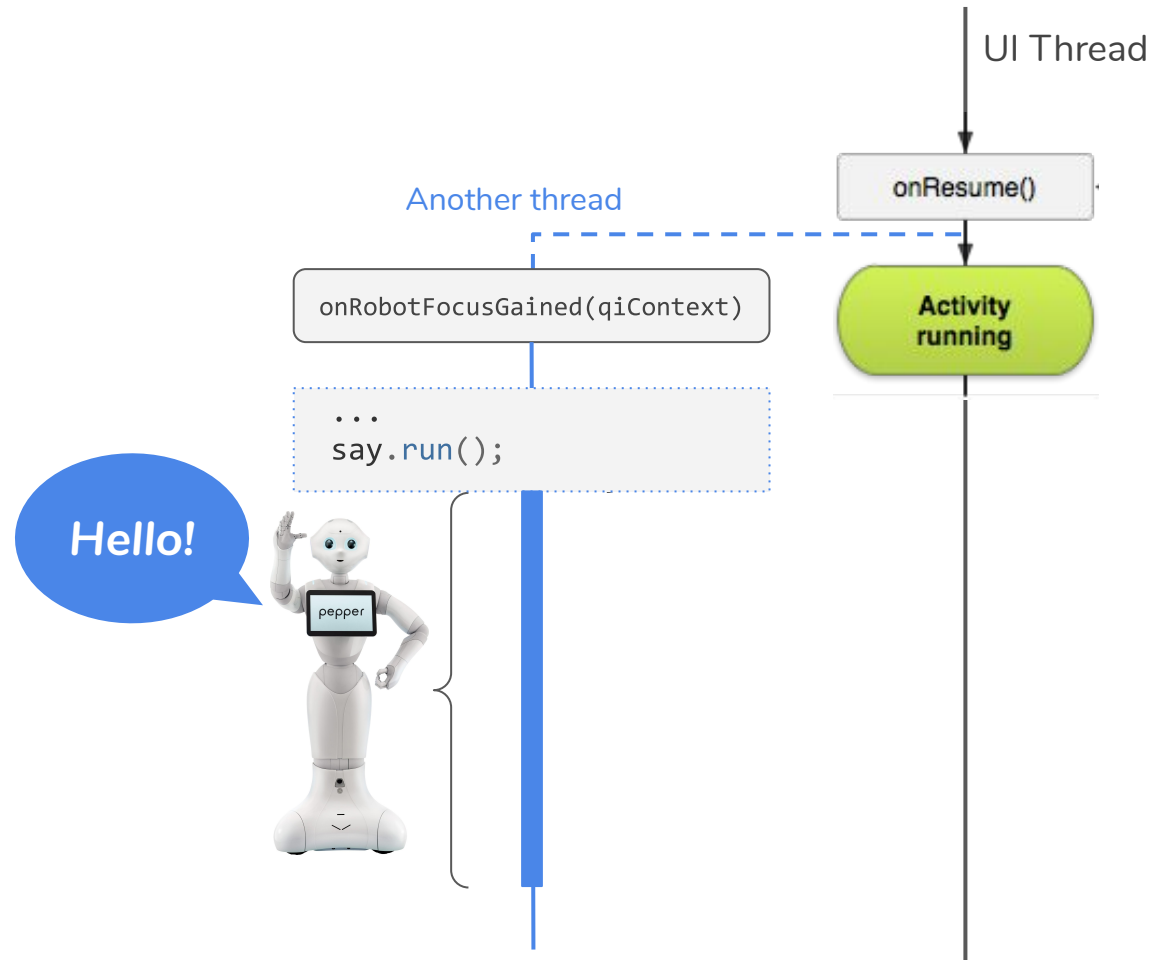 UI Thread
onResume()
Another thread
onRobotFocusGained(qiContext)
Activity
running
...
say.run();
Hello!
pepper